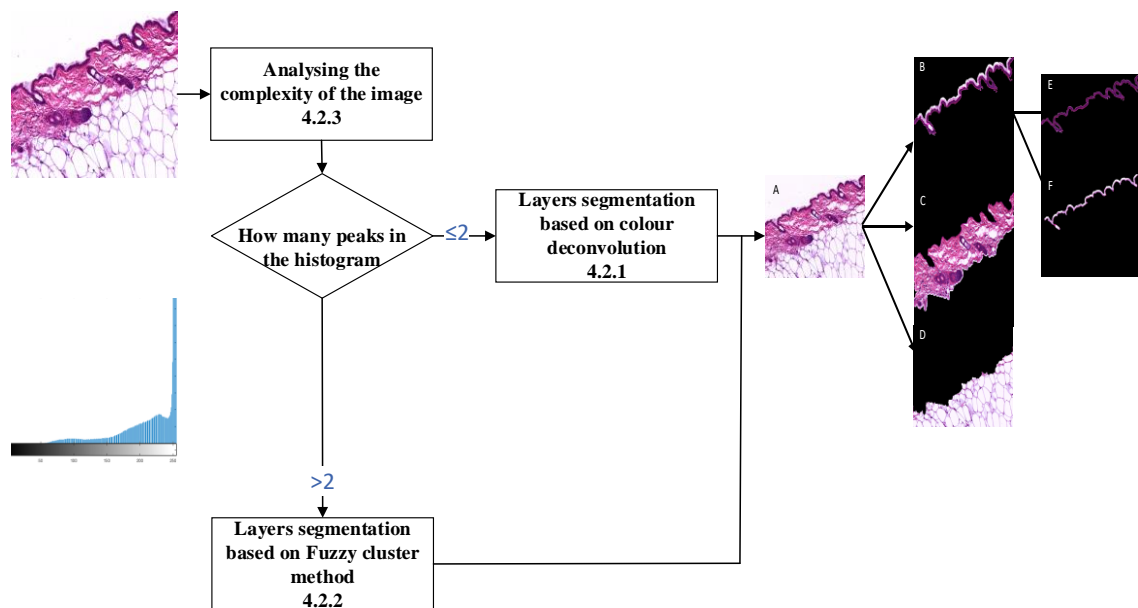 Analysing the
complexity of the image
4.2.3
How many peaks in
the histogram
≤2
Layers segmentation
based on colour
deconvolution
4.2.1
>2
Layers segmentation
based on Fuzzy cluster
method
4.2.2
A
B
C
D
E
F